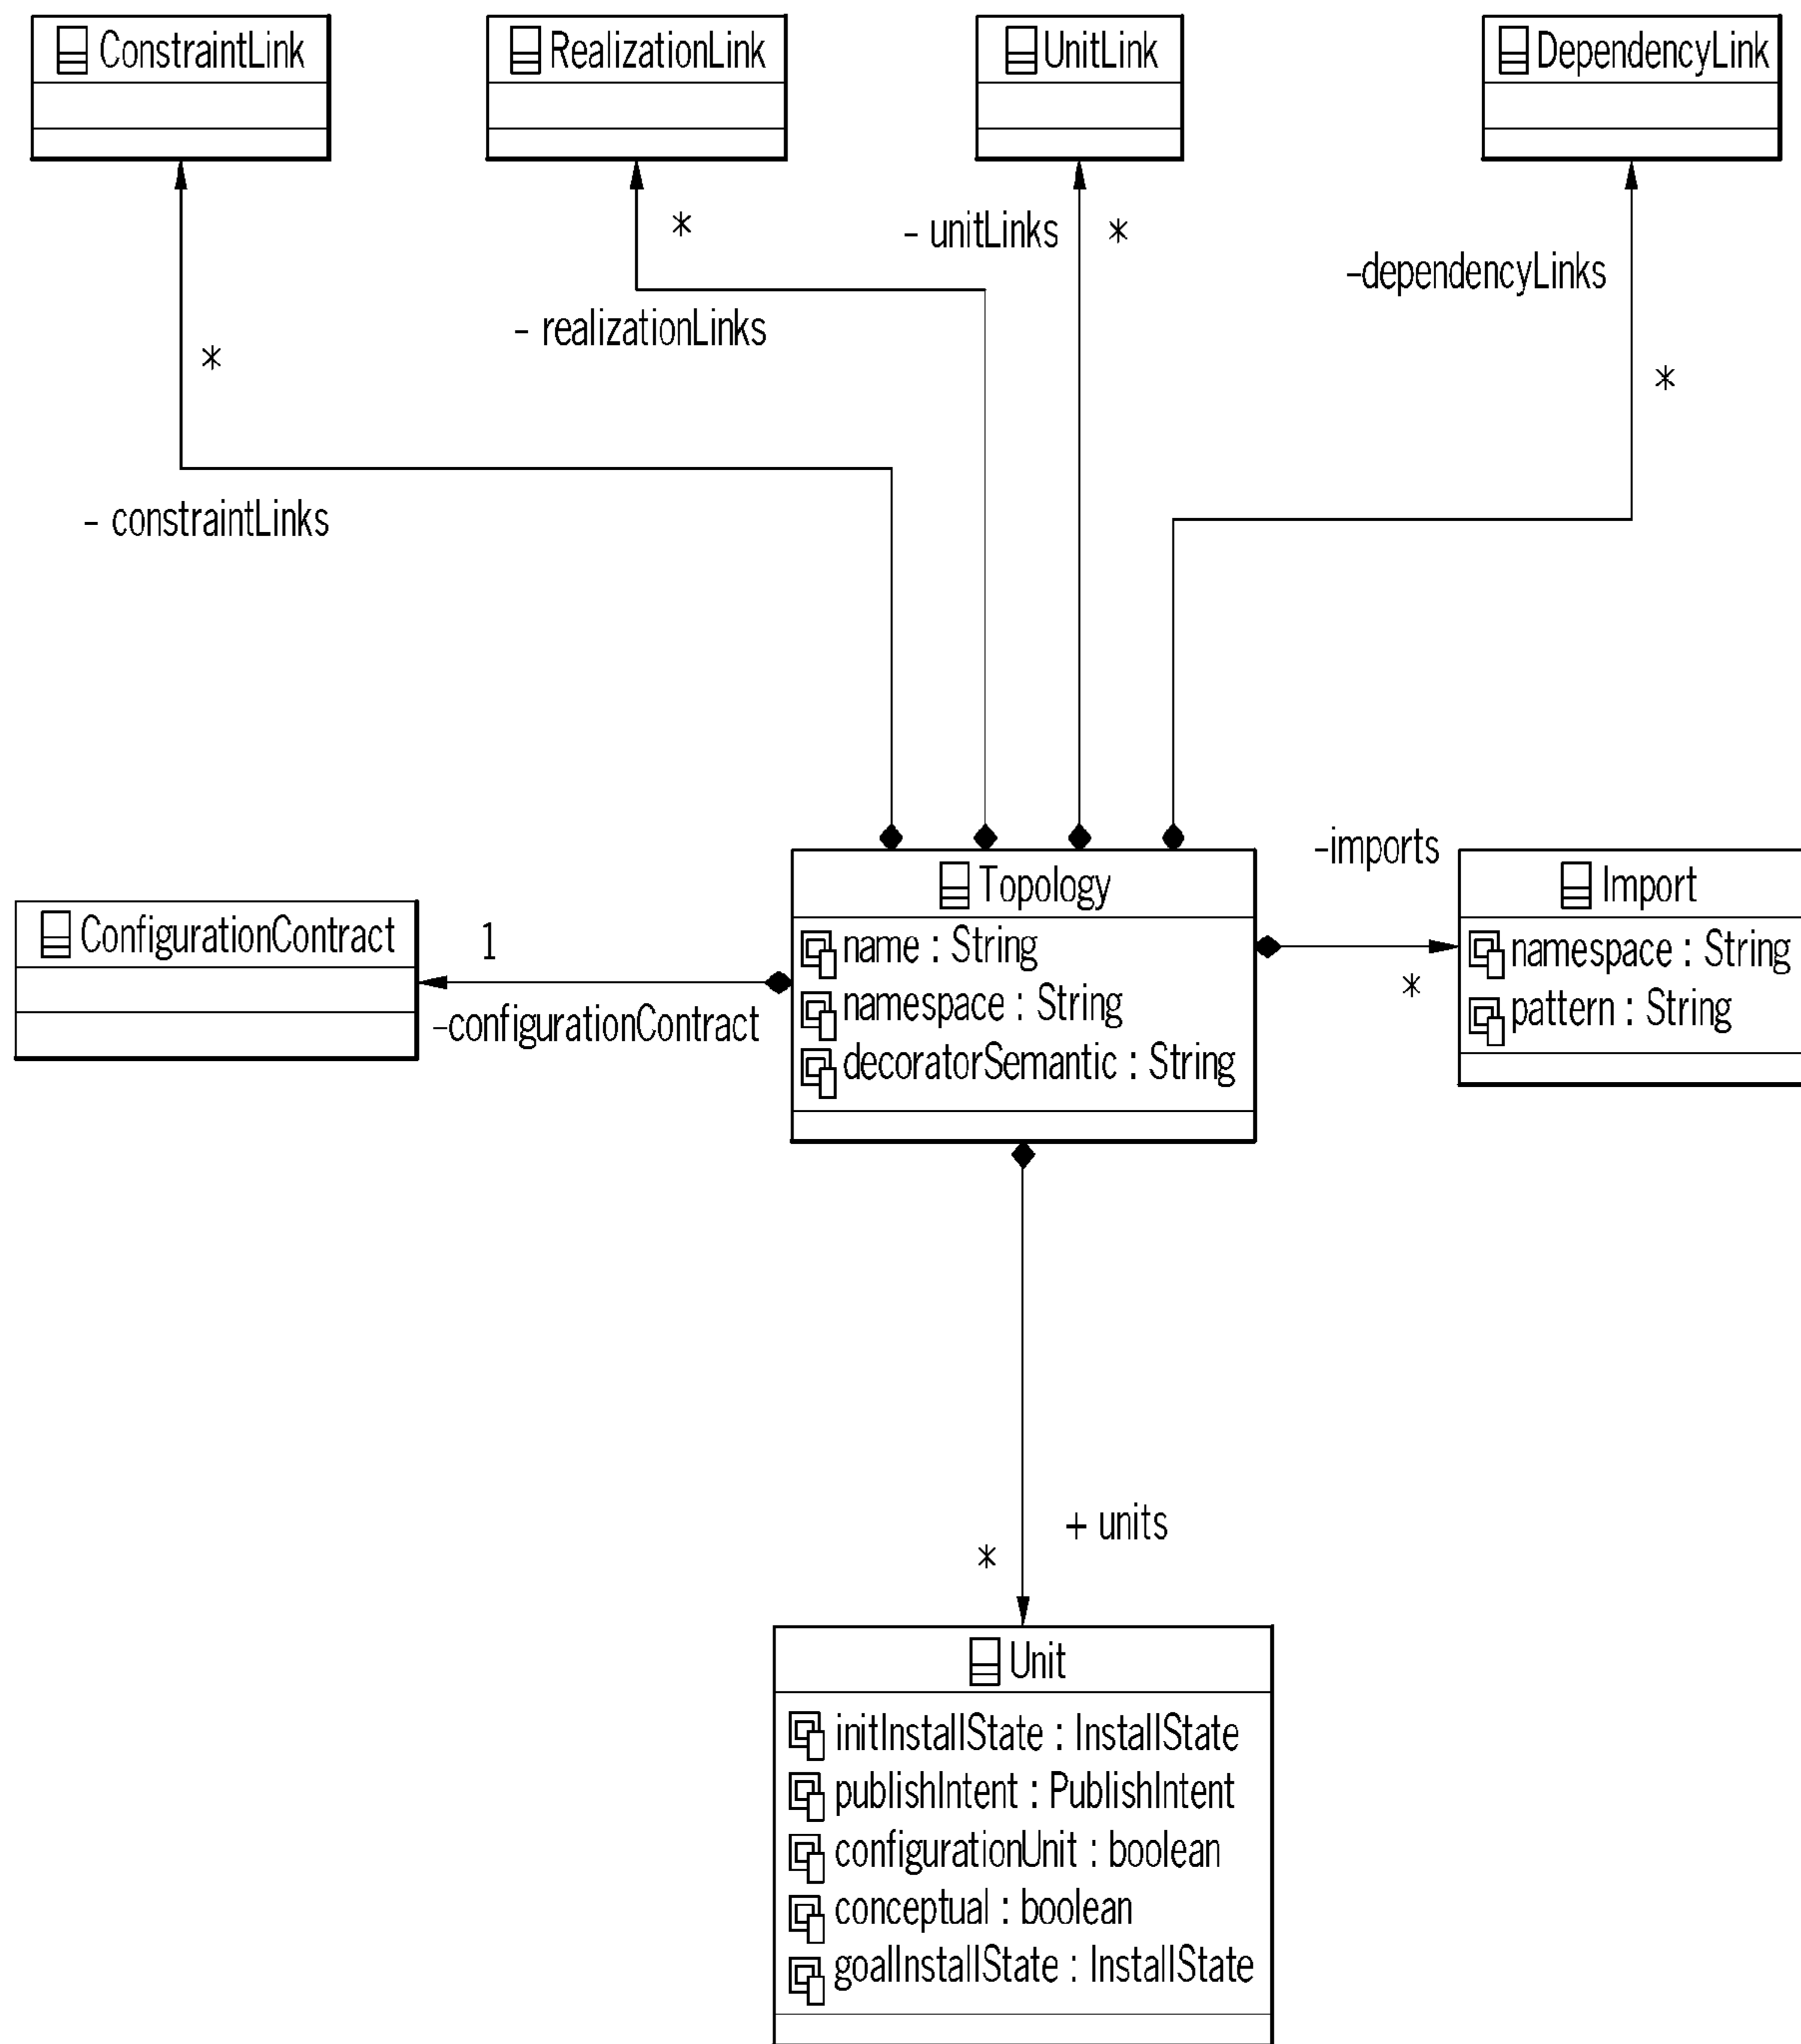 ConstraintLink
RealizationLink
UnitLink
DependencyLink
*
- unitLinks
*
-dependencyLinks
- realizationLinks
*
*
- constraintLinks
-imports
Topology
Import
ConfigurationContract
1
name : String
namespace : String
*
namespace : String
pattern : String
-configurationContract
decoratorSemantic : String
+ units
*
Unit
initInstallState : InstallState
publishIntent : PublishIntent
configurationUnit : boolean
conceptual : boolean
goalInstallState : InstallState